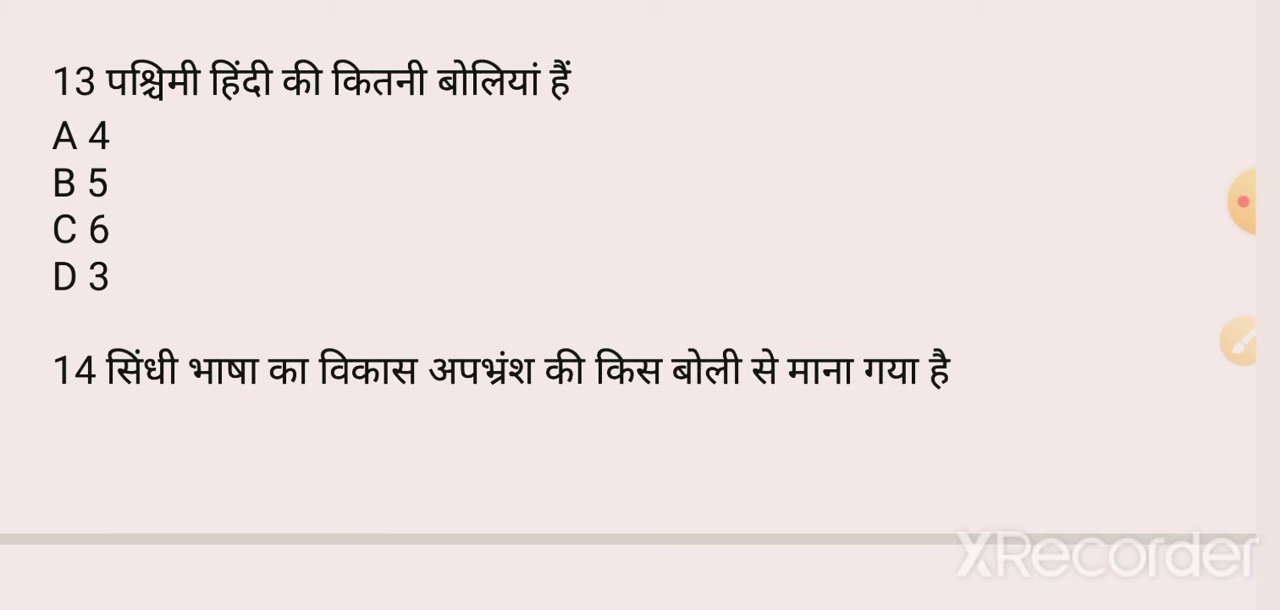 13 पश्चिमी हिंदी की कितनी बोलियां हैं
A 4
B 5
C 6
D 3
14 सिंधी भाषा का विकास अपभ्रंश की किस बोली से माना गया है
XRecorder